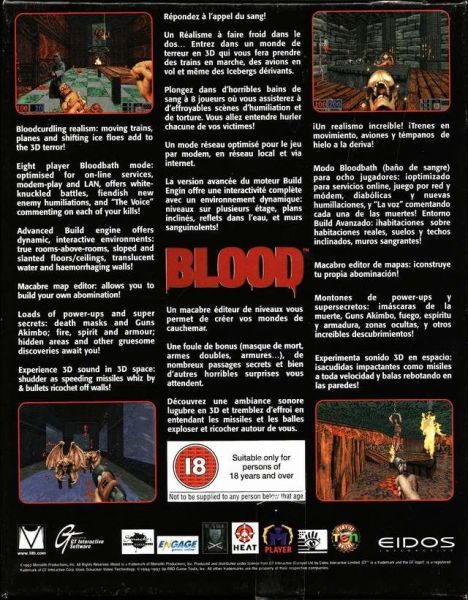 Bloodcurdling realism: moving trains,
planes and shifting ice floes add to
the 3D terror!
Eight player Bloodbath mode:
optimised for on-line services,
modem-play and LAN, offers white-
knuckled battles, fiendish new
enemy humiliations, and "The Voice"
commenting on each of your kills!
Advanced Build engine offers
dynamic, interactive environments:
true rooms-above-rooms, sloped and
slanted floors/ceilings, translucent
water and haemorrhaging walls!
Macabre map editor: allows you to
build your own abomination!
Loads of power-ups and super
secrets: death masks and Guns
Akimbo; fire, spirit and armour;
hidden areas and other gruesome
discoveries await you!
Experience 3D sound in 3D space:
shudder as speeding missiles whiz by
& bullets ricochet off walls!
Répondez à l'appel du sang!
Un Réalisme à faire froid dans le
dos... Entrez dans un monde de
terreur en 3D qui vous fera prendre
des trains en marche, des avions en
vol et même des Icebergs dérivants.
Plongez dans d'horribles bains de
sang à 8 joueurs où vous assisterez à
d'effroyables scènes d'humiliation et
de torture. Vous allez entendre hurler
chacune de vos victimes!
Un mode réseau optimisé pour le jeu
par modem, en réseau local et via
internet.
La version avancée du moteur Build
Engin offre une interactivité complète
avec un environnement dynamique:
niveaux sur plusieurs étage, plans
inclinés, reflets dans l'eau, et murs
sanguinolents!
BLOOD™
Un macabre éditeur de niveaux vous
permet de créer vos mondes de
cauchemar.
Une foule de bonus (masque de mort,
armes doubles, armures...), de
nombreux passages secrets et bien
d'autres horribles surprises vous
attendent.
Découvrez une ambiance sonore
lugubre en 3D et tremblez d'effroi en
entendant les missiles et les balles
exploser et ricocher autour de vous.
18
Suitable only for
persons of
18 years and over
Not to be supplied to any person below that age
Un realismo increíble! ¡Trenes en
movimiento, aviones y témpanos
de hielo a la deriva!
Modo Bloodbath (baño de sangre)
para ocho jugadores: ¡optimizado
para servicios online, juego por red y
módem, diabólicas y nuevas
humillaciones, y "La voz" comentando
cada una de las muertes! Entorno
Build Avanzado: ¡habitaciones sobre
habitaciones reales, suelos y techos
inclinados, muros sangrantes!
Macabro editor de mapas: ¡construye
tu propia abominación!
Montones de power-ups y
supersecretos: ¡máscaras de la
muerte, Guns Akimbo, fuego, espíritu
y armadura, zonas ocultas, y otros
increíbles descubrimientos!
Experimenta sonido 3D en espacio:
¡sacudidas impactantes como misiles
a toda velocidad y balas rebotando en
las paredes!
www.lith.com
GT
GT Interactive
Software
ENGAGE
HEAT
PLAYER
TEN
EIDOS
INTERACTIVE